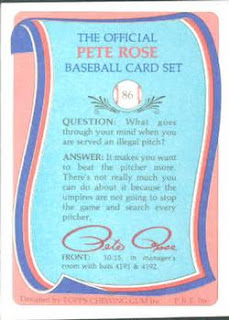 THE OFFICIAL
PETE ROSE
BASEBALL CARD SET
86
QUESTION: What goes
through your mind when you
are served an illegal pitch?
ANSWER: It makes you want
to beat the pitcher more.
There's not really much you
can do about it because the
umpires are not going to stop
the game and search every
pitcher.
Pete Rose
FRONT: 10:15, in manager's
room with bats 4191 & 4192.
Designed by TOPPS CHEWING GUM Inc. P.R.E. Inc.